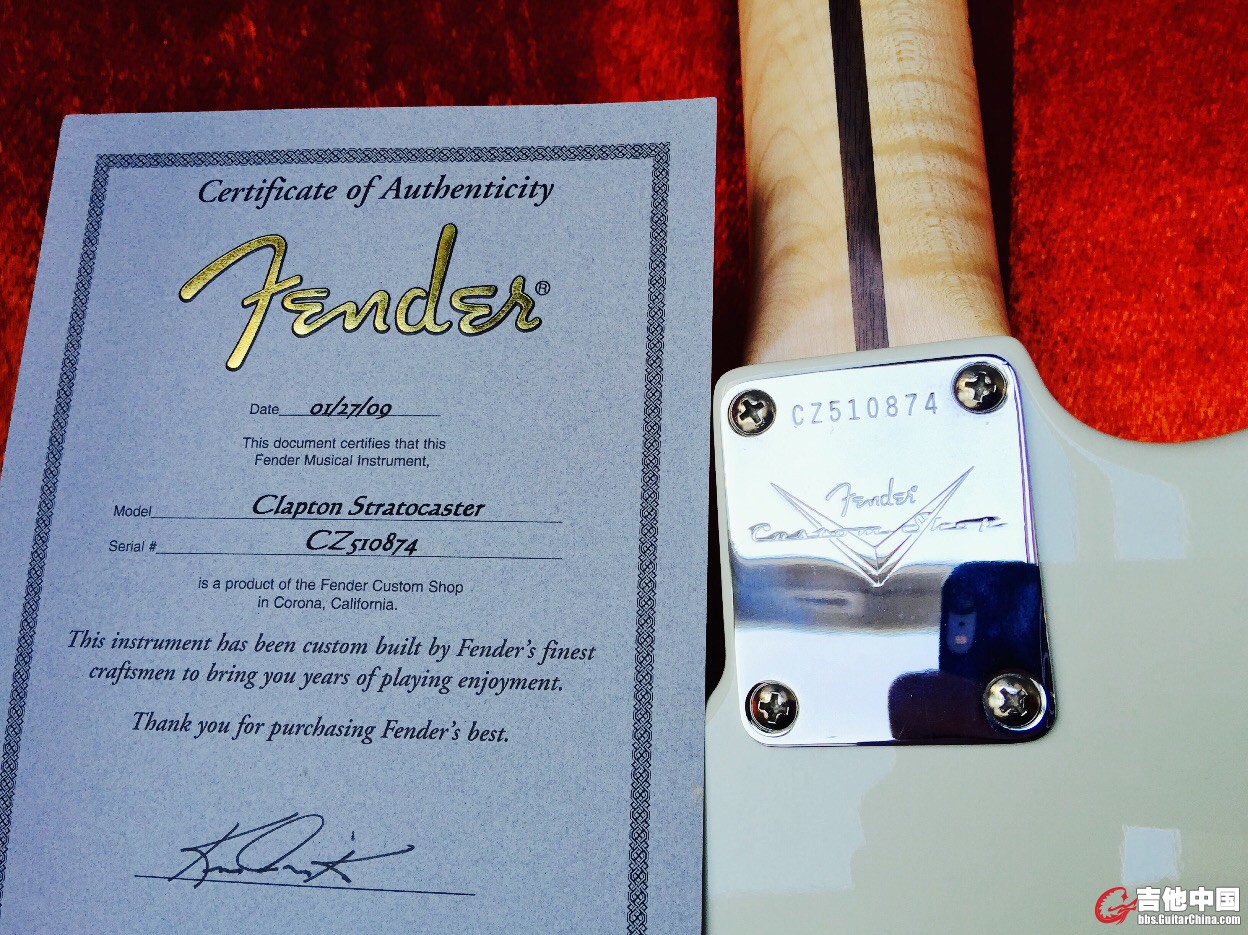 Certificate of Authenticity
Fender®
Date 01/27/09
This document certifies that this
Fender Musical Instrument,
Model Clapton Stratocaster
Serial # CZ510874
is a product of the Fender Custom Shop
in Corona, California.
This instrument has been custom built by Fender's finest
craftsmen to bring you years of playing enjoyment.
Thank you for purchasing Fender's best.
CZ510874
Fender
Custom Shop
吉他中国
bbs.GuitarChina.com